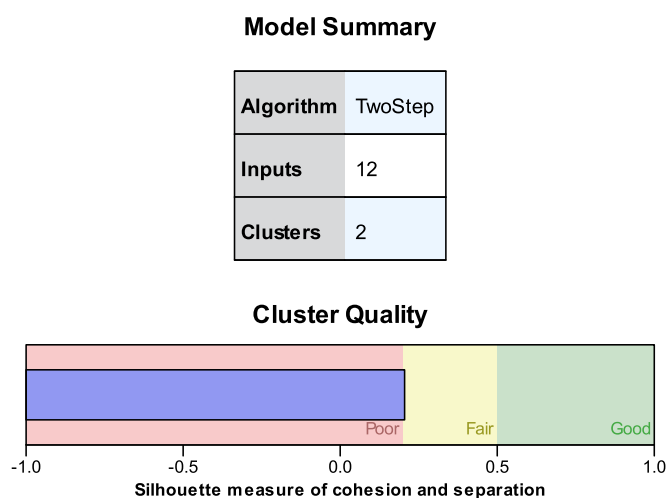 Model Summary
Algorithm TwoStep
Inputs 12
Clusters 2
Cluster Quality
Poor Fair Good
-1.0 -0.5 0.0 0.5 1.0
Silhouette measure of cohesion and separation